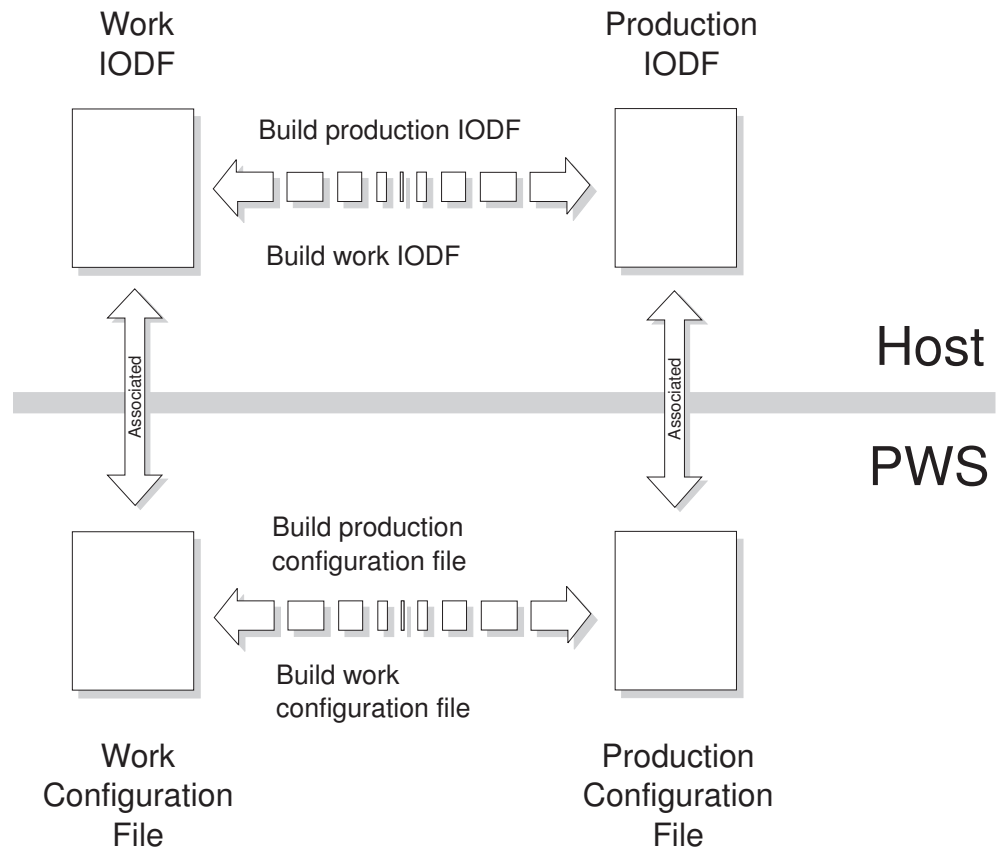 Work
IODF
Production
IODF
Build production IODF
Build work IODF
Host
Associated
Associated
PWS
Build production
configuration file
Build work
configuration file
Work
Configuration
File
Production
Configuration
File